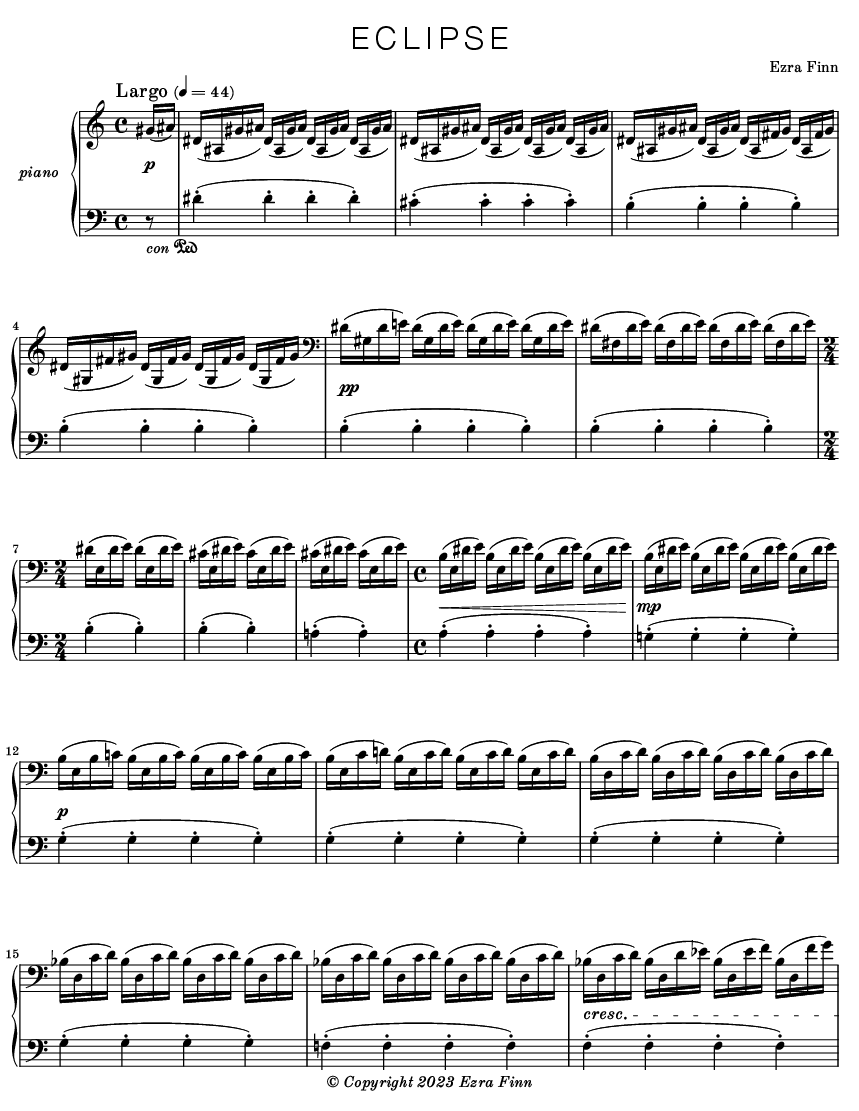 ECLIPSE
Ezra Finn
Largo (♩ = 44)
piano
p
con Ped
4
pp
7
mp
12
p
15
cresc.
© Copyright 2023 Ezra Finn